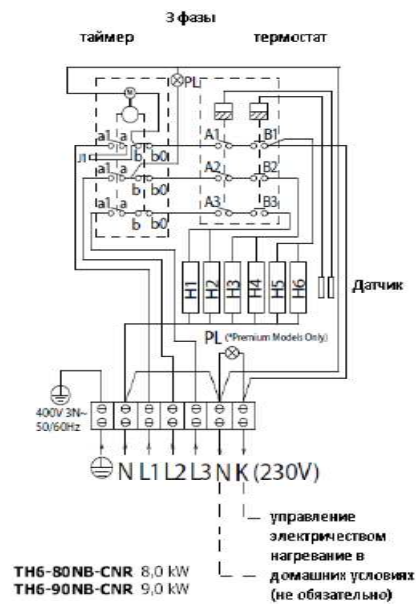 3 фазы
таймер термостат
PL
M
a1 a A1 B1
Л b b0
a1 a A2 B2
b b0
a1 a A3 B3
b b0
H1 H2 H3 H4 H5 H6
Датчик
PL (*Premium Models Only)
400V 3N~
50/60Hz
N L1 L2 L3 N K (230V)
управление
электричеством
нагревание в
домашних условиях
(не обязательно)
TH6-80NB-CNR 8,0 kW
TH6-90NB-CNR 9,0 kW